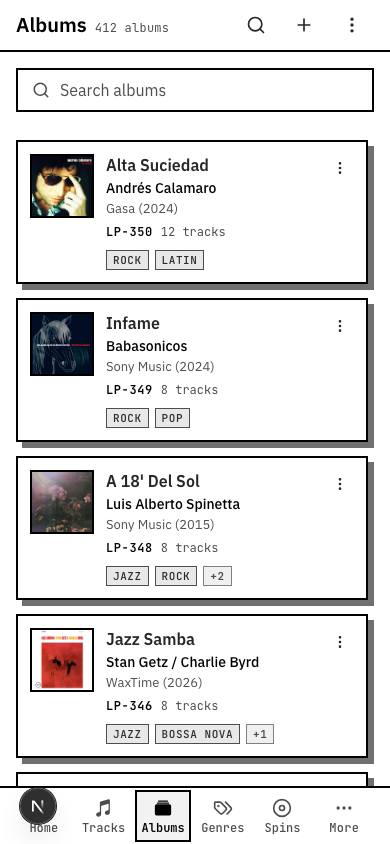 Albums 412 albums
Search albums
Alta Suciedad
Andrés Calamaro
Gasa (2024)
LP-350 12 tracks
ROCK LATIN
Infame
Babasonicos
Sony Music (2024)
LP-349 8 tracks
ROCK POP
A 18' Del Sol
Luis Alberto Spinetta
Sony Music (2015)
LP-348 8 tracks
JAZZ ROCK +2
Jazz Samba
Stan Getz / Charlie Byrd
WaxTime (2026)
LP-346 8 tracks
JAZZ BOSSA NOVA +1
N
Home Tracks Albums Genres Spins More